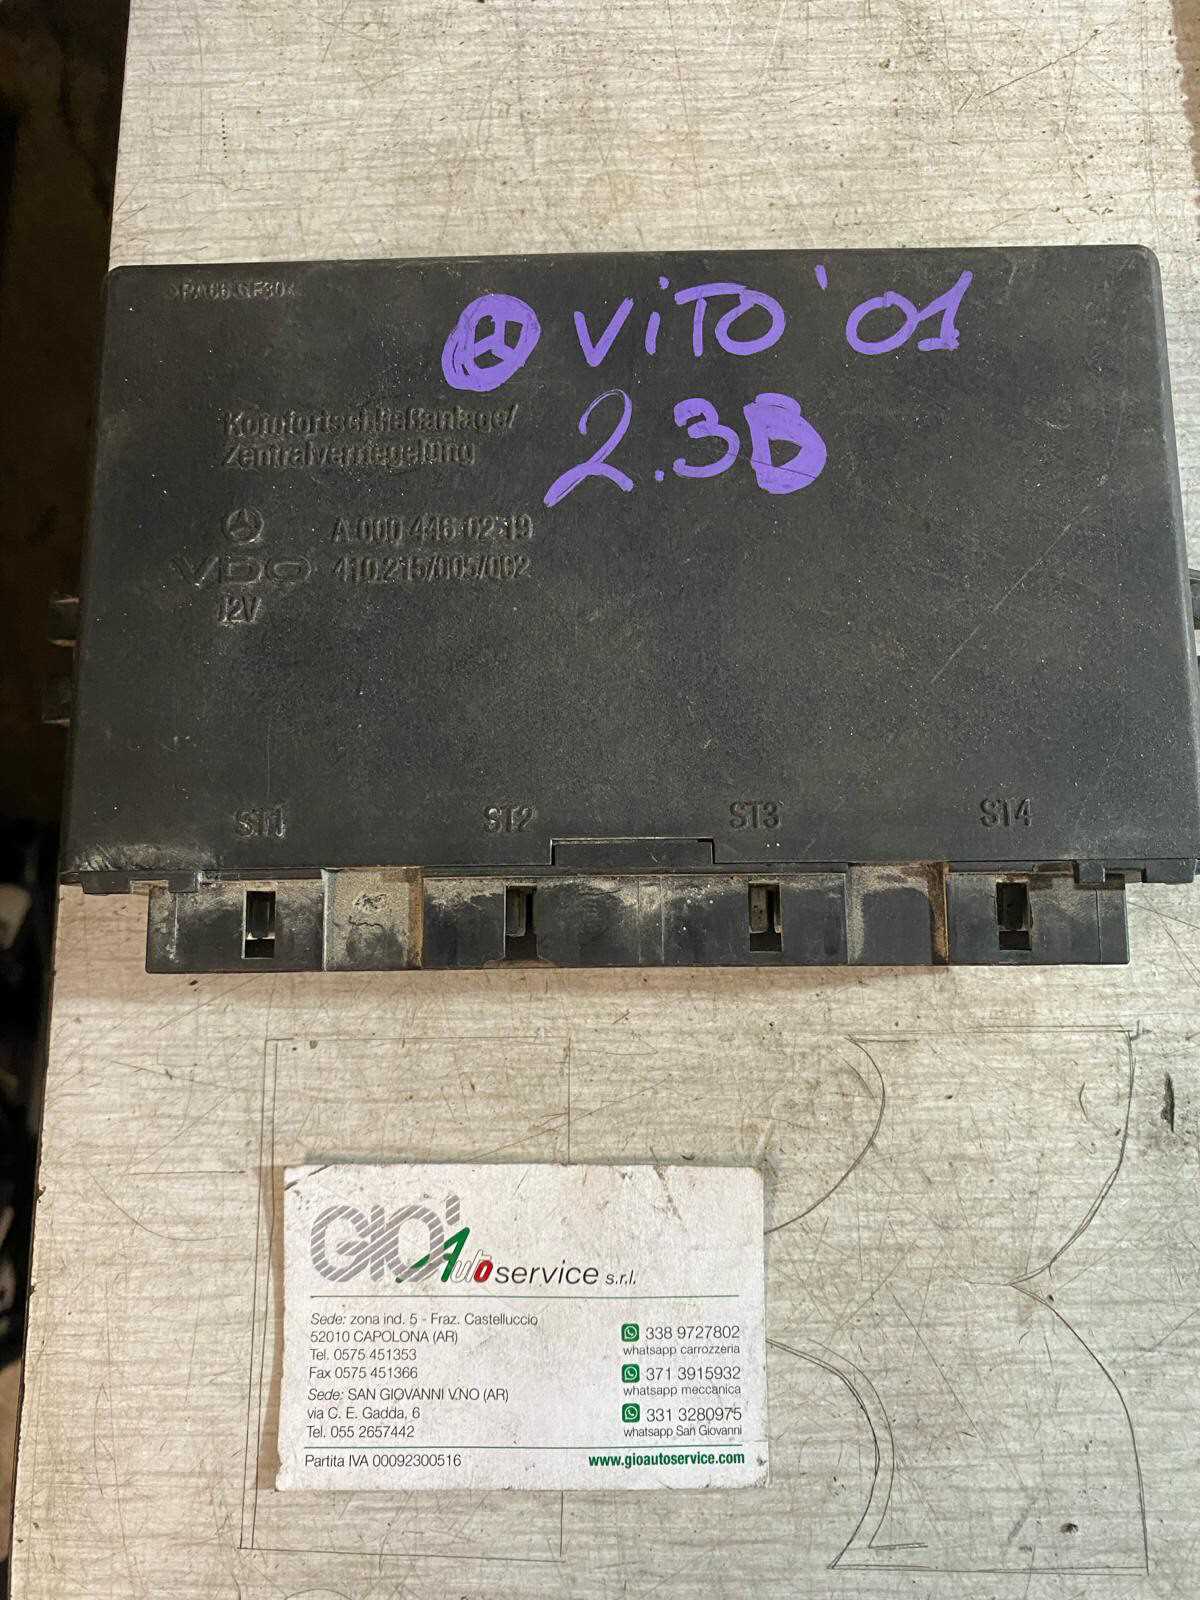 >PA66-GF30<
VITO '01
2.3D
Komfortschließanlage/
Zentralverriegelung
A 000 446 02 19
VDO 410.215/005/002
12V
ST1 ST2 ST3 ST4
GIO' Auto service s.r.l.
Sede: zona ind. 5 - Fraz. Castelluccio
52010 CAPOLONA (AR)
Tel. 0575 451353
Fax 0575 451366
Sede: SAN GIOVANNI V.NO (AR)
via C. E. Gadda, 6
Tel. 055 2657442
338 9727802
whatsapp carrozzeria
371 3915932
whatsapp meccanica
331 3280975
whatsapp San Giovanni
Partita IVA 00092300516
www.gioautoservice.com